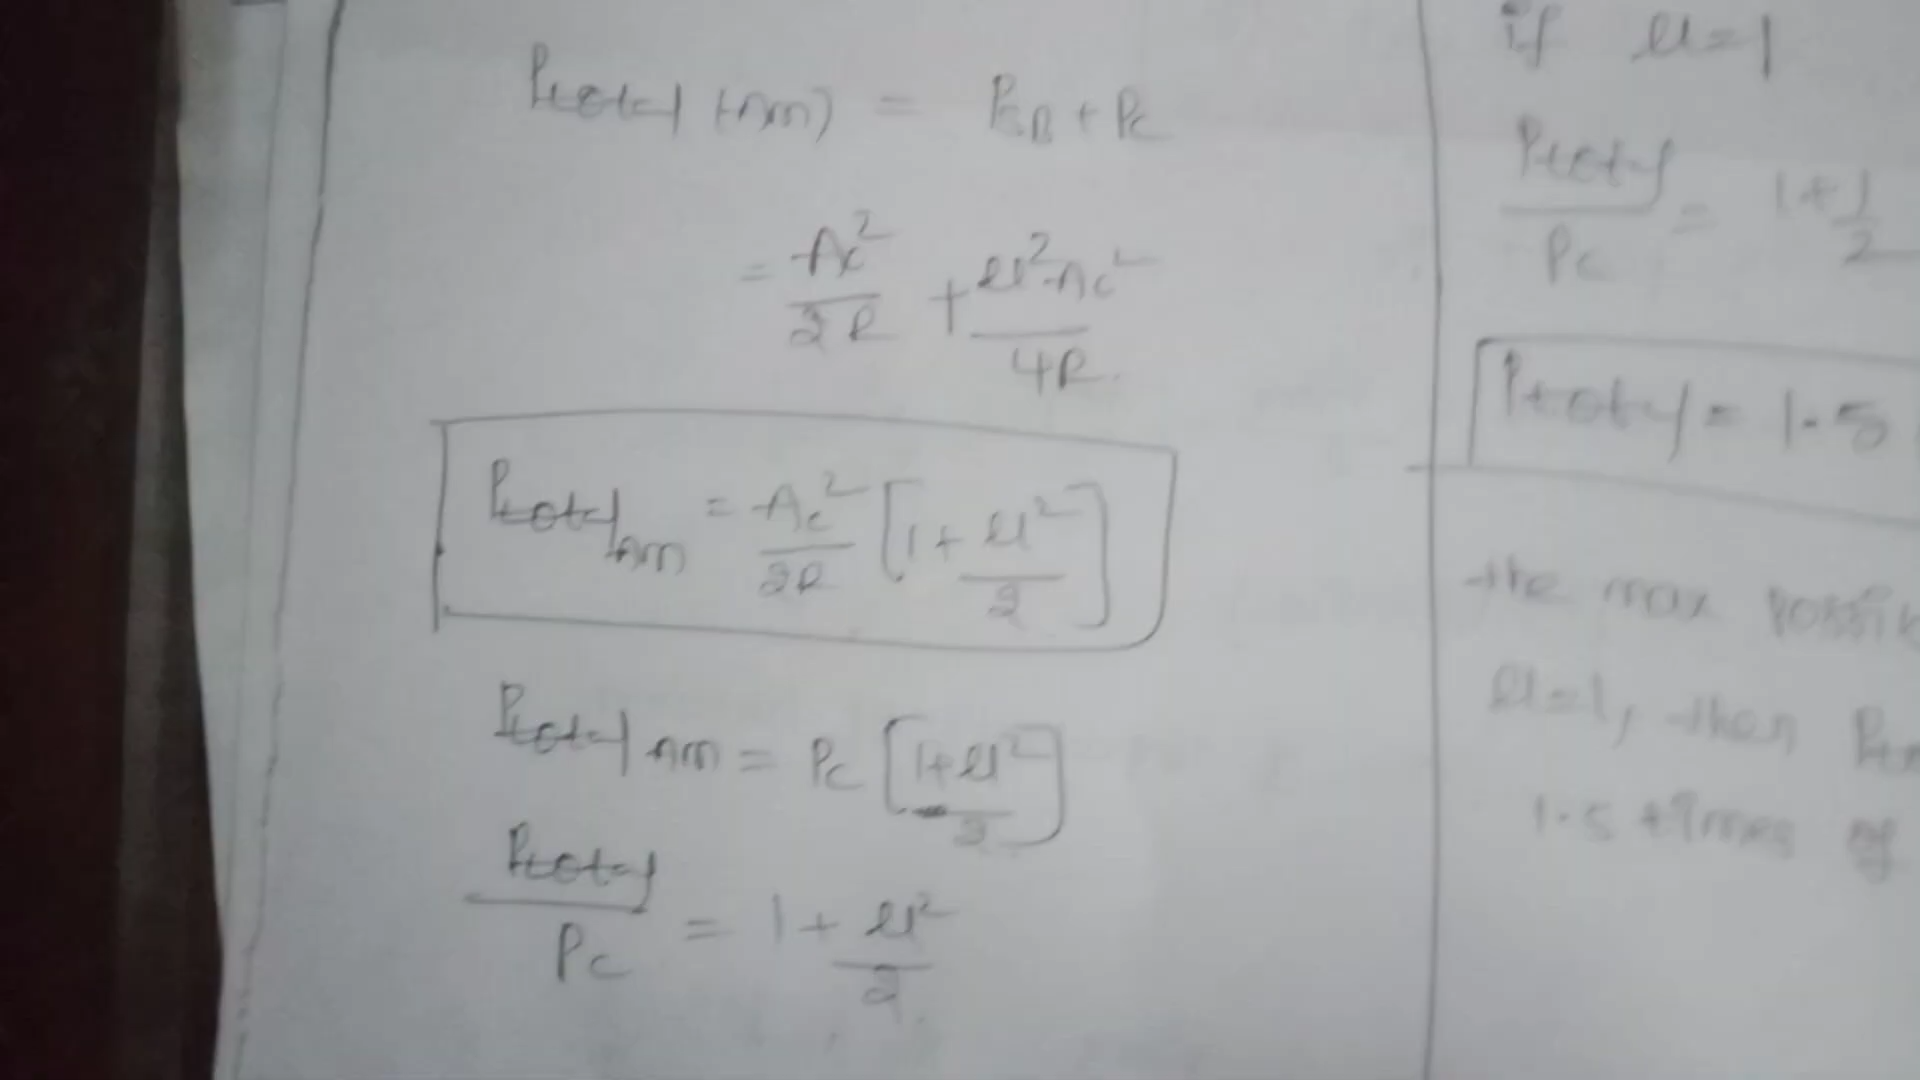 Ptotal (Am) = PSB + Pc
= Ac²/2R + μ²Ac²/4R
Ptotal Am = Ac²/2R [1 + μ²/2]
Ptotal Am = Pc [1 + μ²/2]
Ptotal/Pc = 1 + μ²/2
if μ = 1
Ptotal/Pc = 1 + 1/2
Ptotal = 1.5
the max
μ = 1, then
1.5 times of